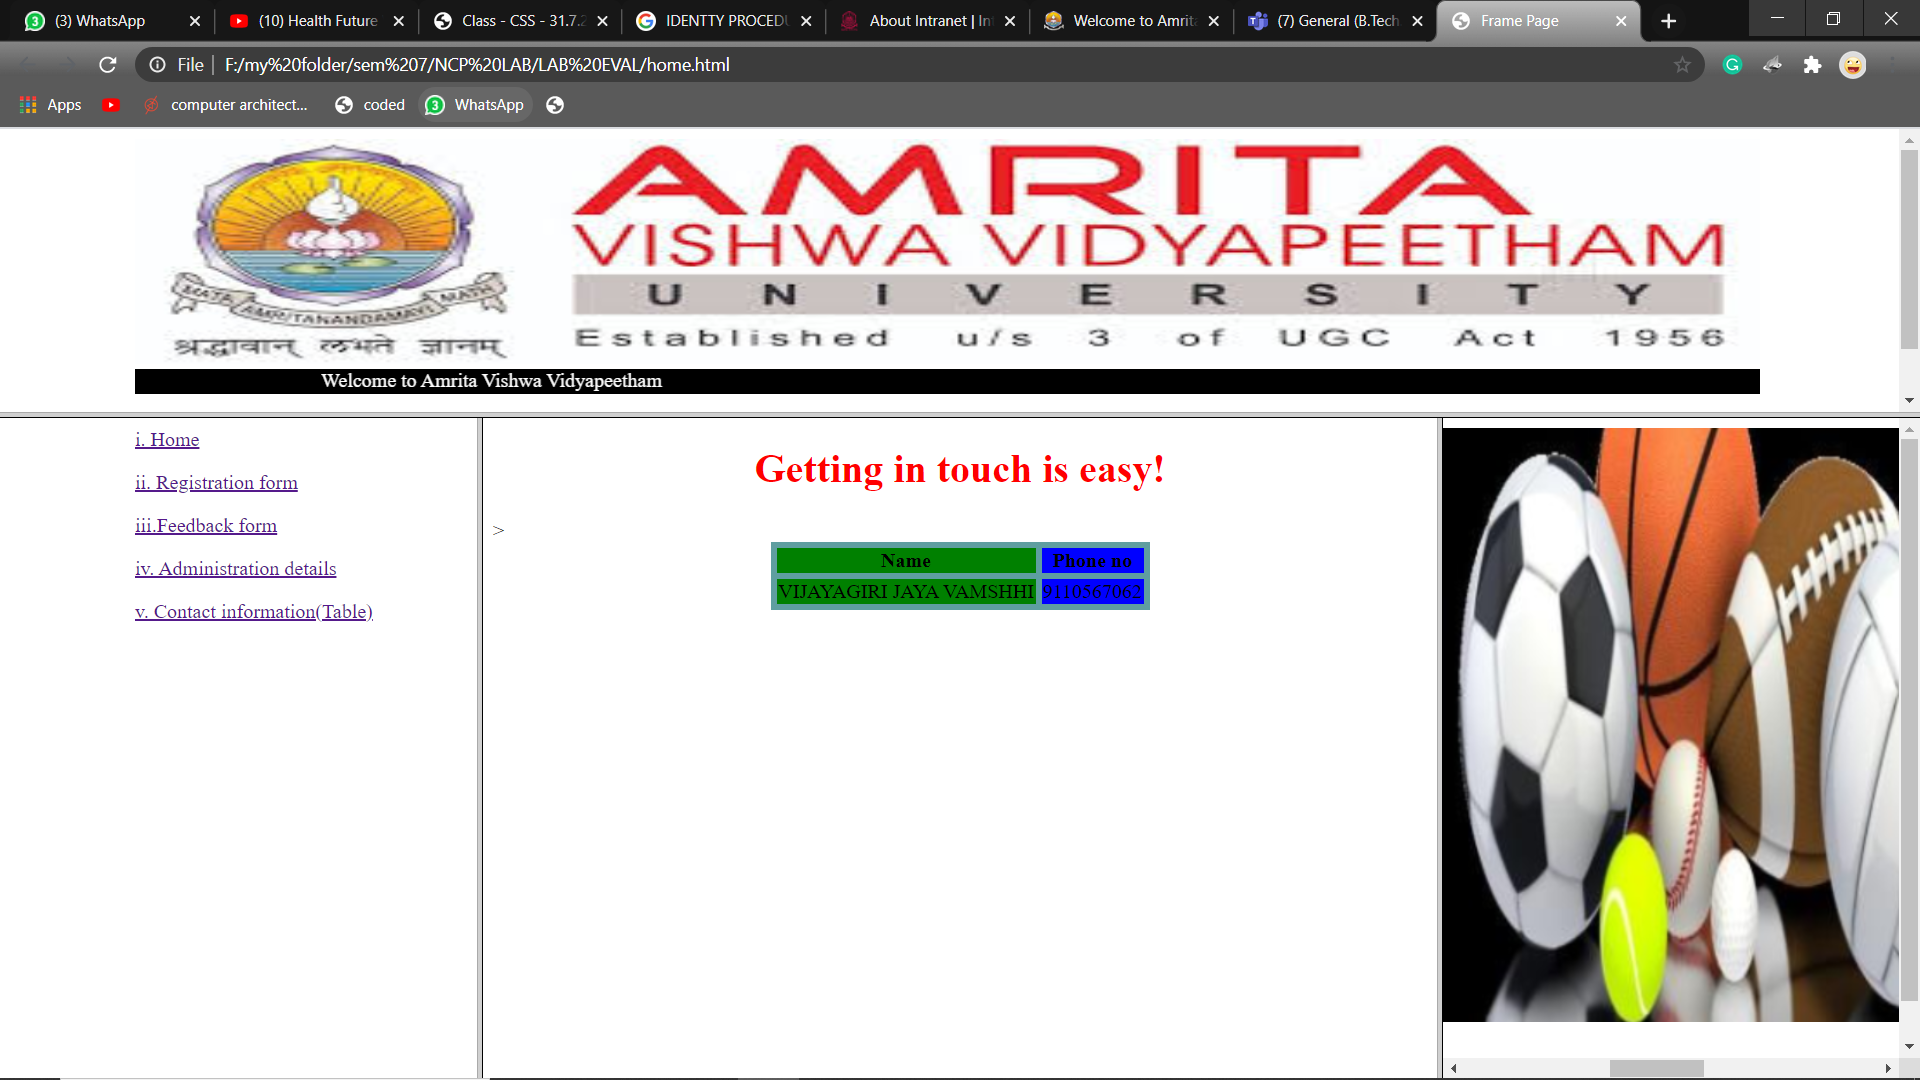 (3) WhatsApp
(10) Health Future
Class - CSS - 31.7.2
IDENTTY PROCEDU
About Intranet | In
Welcome to Amrita
(7) General (B.Tech
Frame Page
File
F:/my%20folder/sem%207/NCP%20LAB/LAB%20EVAL/home.html
Apps
computer architect...
coded
WhatsApp
MATA AMRITANANDAMAYI MATH
श्रद्धावान् लभते ज्ञानम्
AMRITA
VISHWA VIDYAPEETHAM
UNIVERSITY
Established u/s 3 of UGC Act 1956
Welcome to Amrita Vishwa Vidyapeetham
i. Home
ii. Registration form
iii.Feedback form
iv. Administration details
v. Contact information(Table)
Getting in touch is easy!
>
Name Phone no
VIJAYAGIRI JAYA VAMSHHI 9110567062